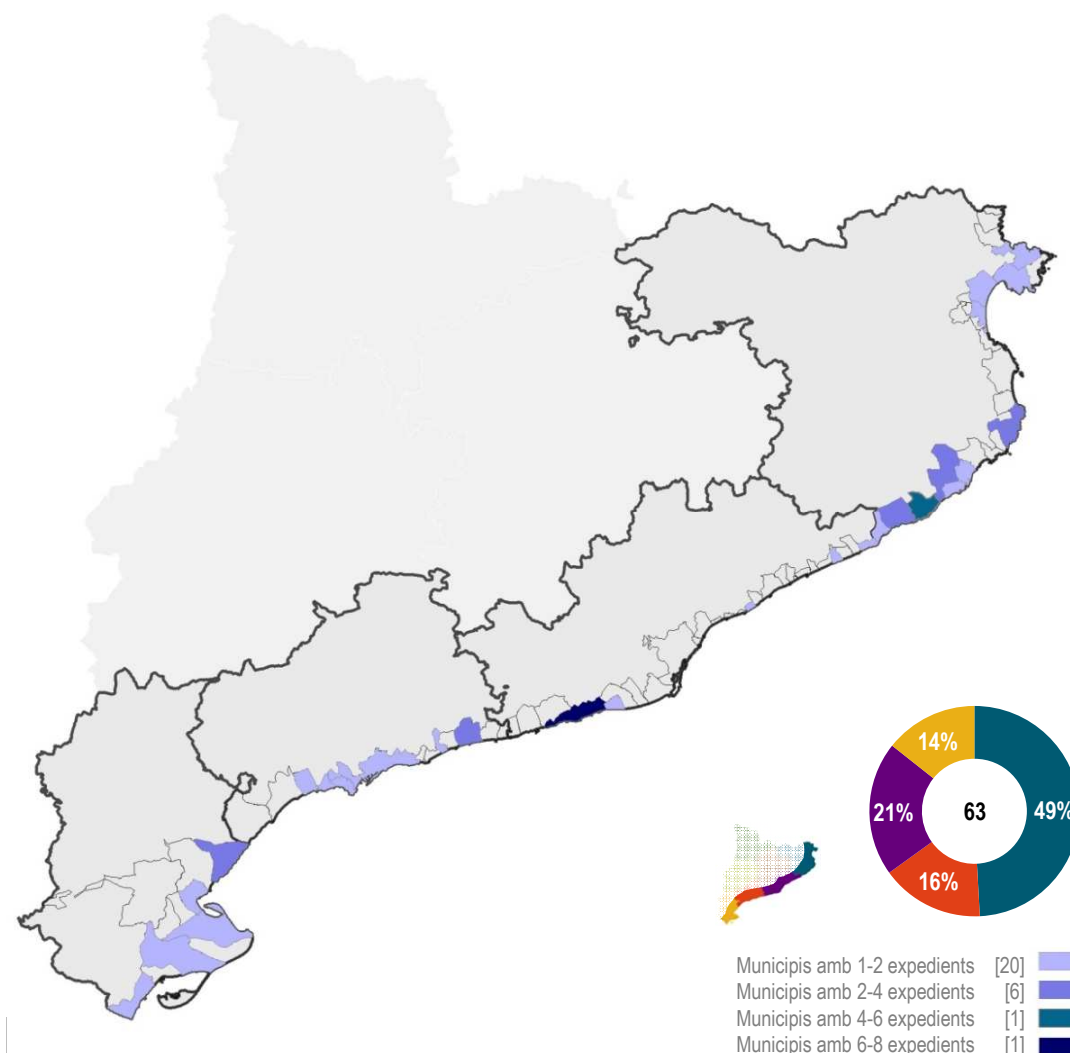 14%
21%
63
49%
16%
Municipis amb 1-2 expedients [20]
Municipis amb 2-4 expedients [6]
Municipis amb 4-6 expedients [1]
Municipis amb 6-8 expedients [1]